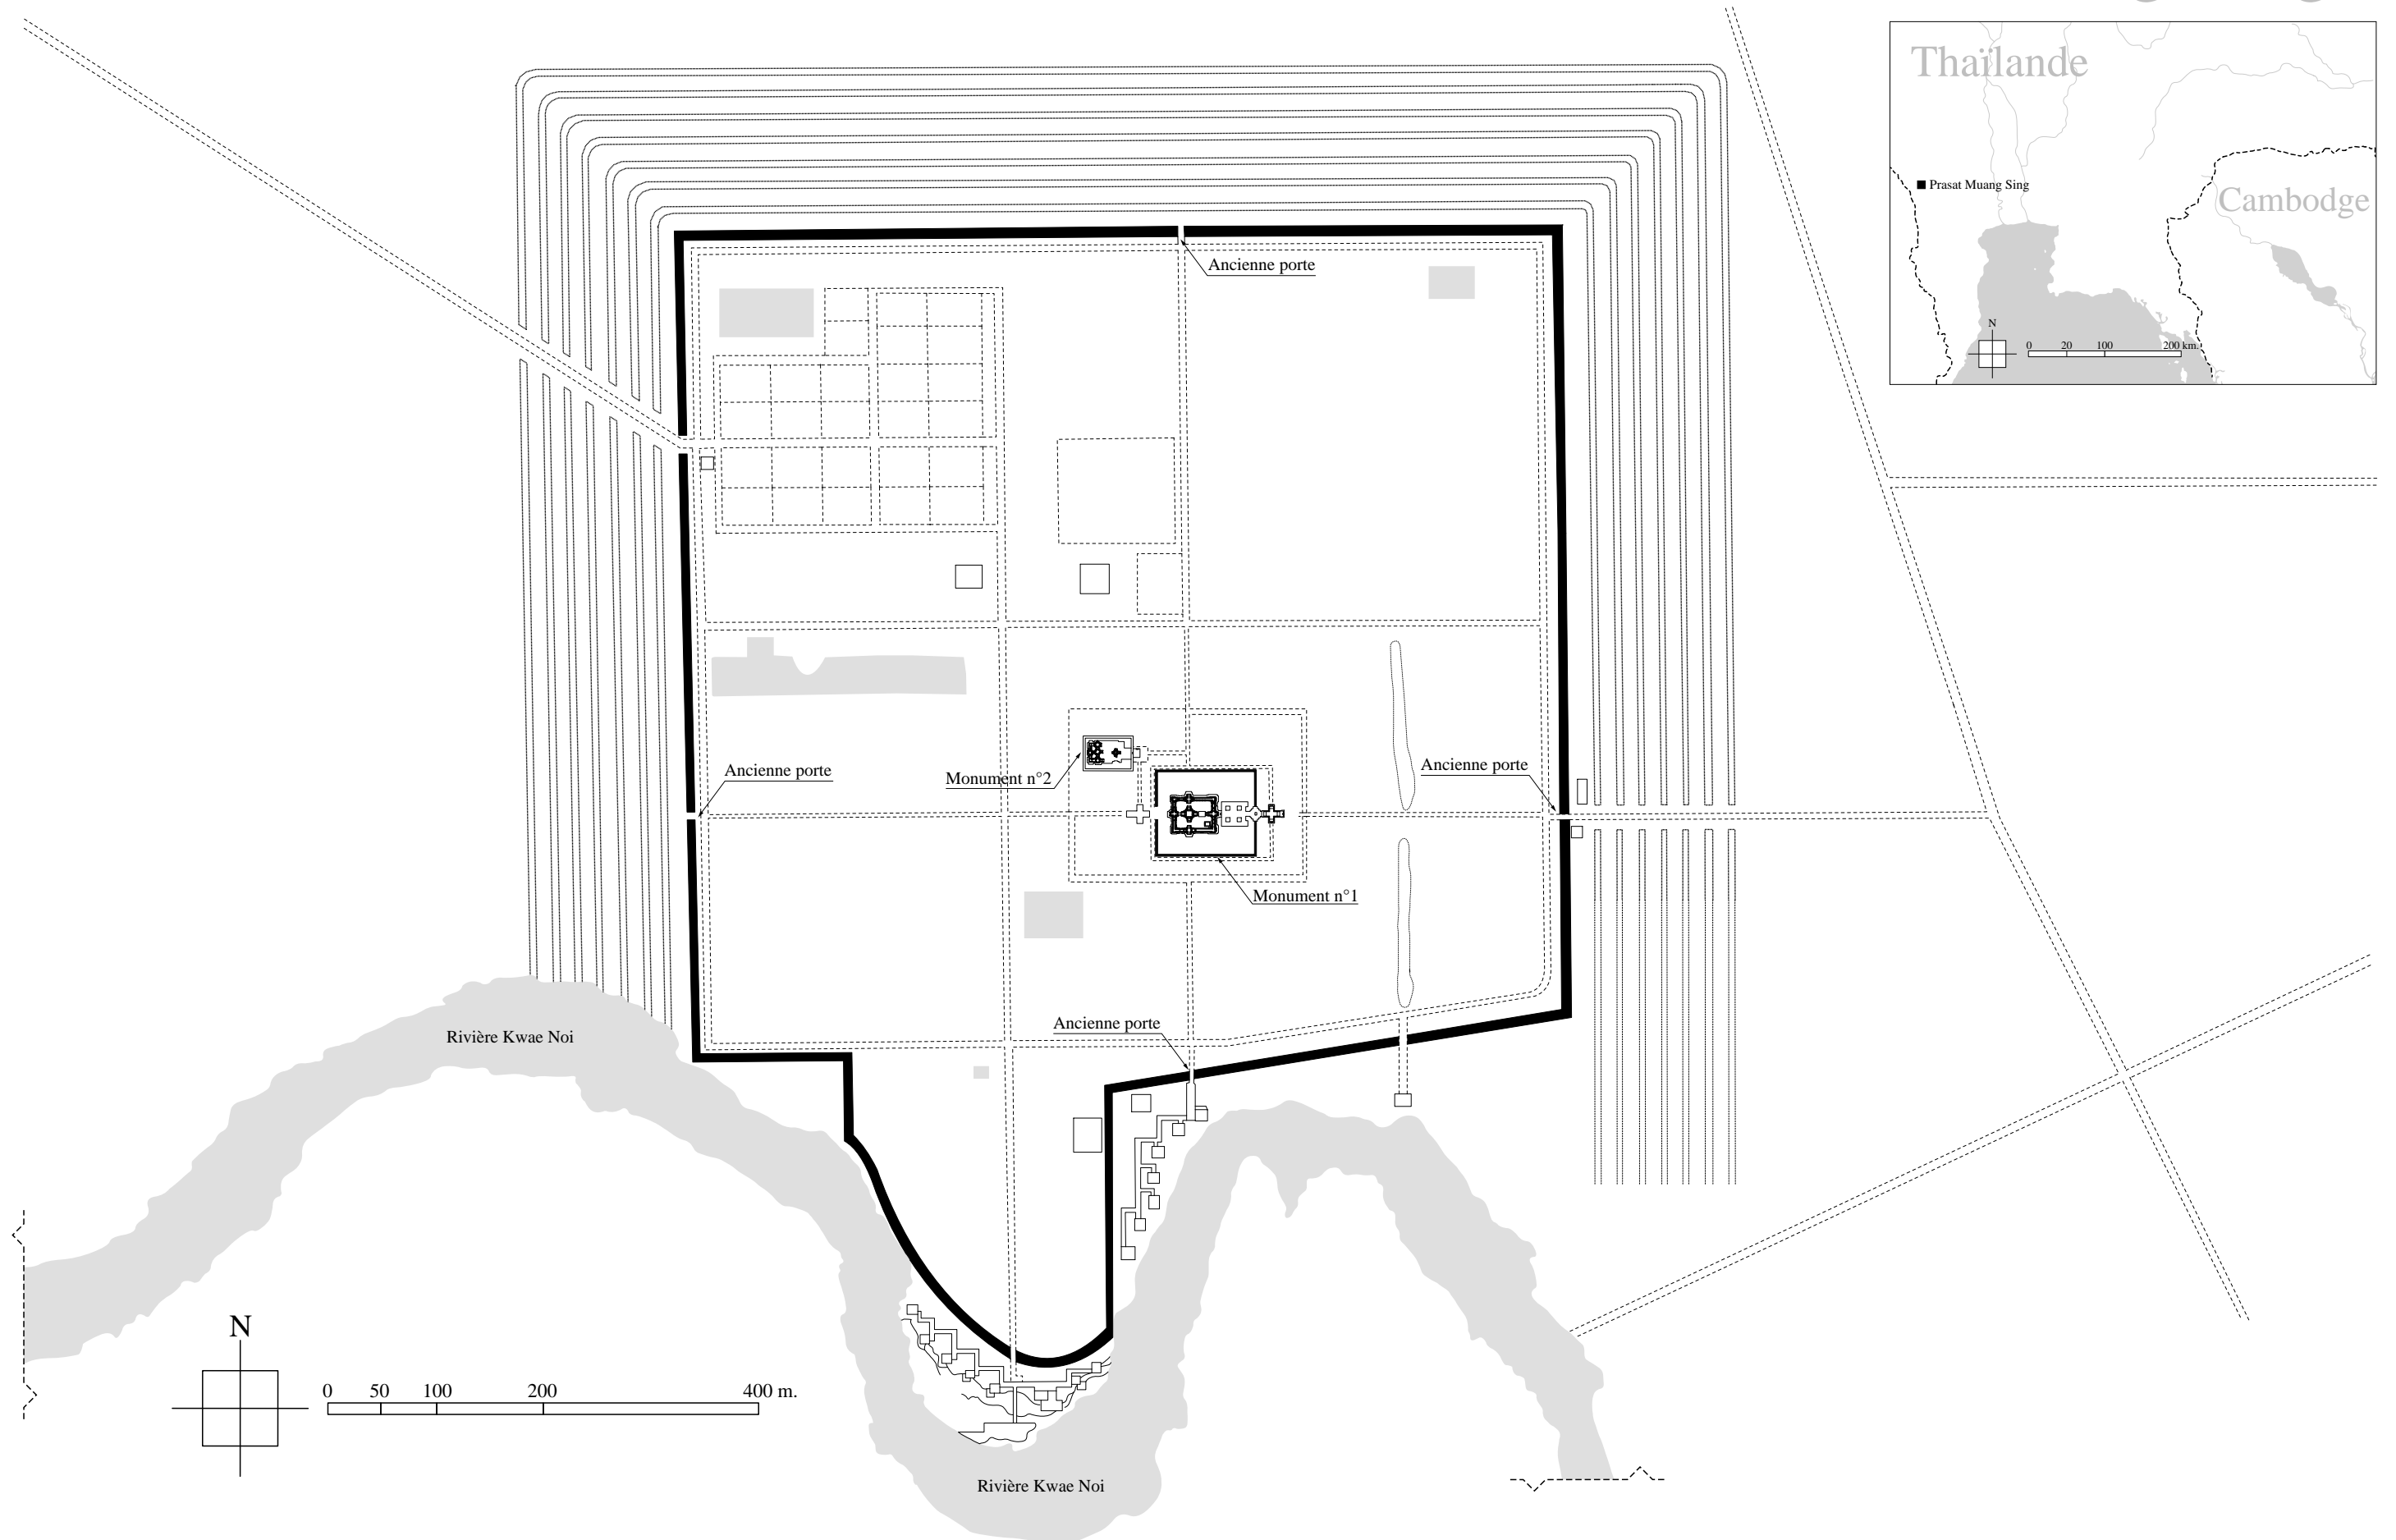 Thaïlande
Prasat Muang Sing
Cambodge
N
0 20 100 200 km.
Ancienne porte
Ancienne porte
Monument n°2
Ancienne porte
Monument n°1
Ancienne porte
Rivière Kwae Noi
N
0 50 100 200 400 m.
Rivière Kwae Noi